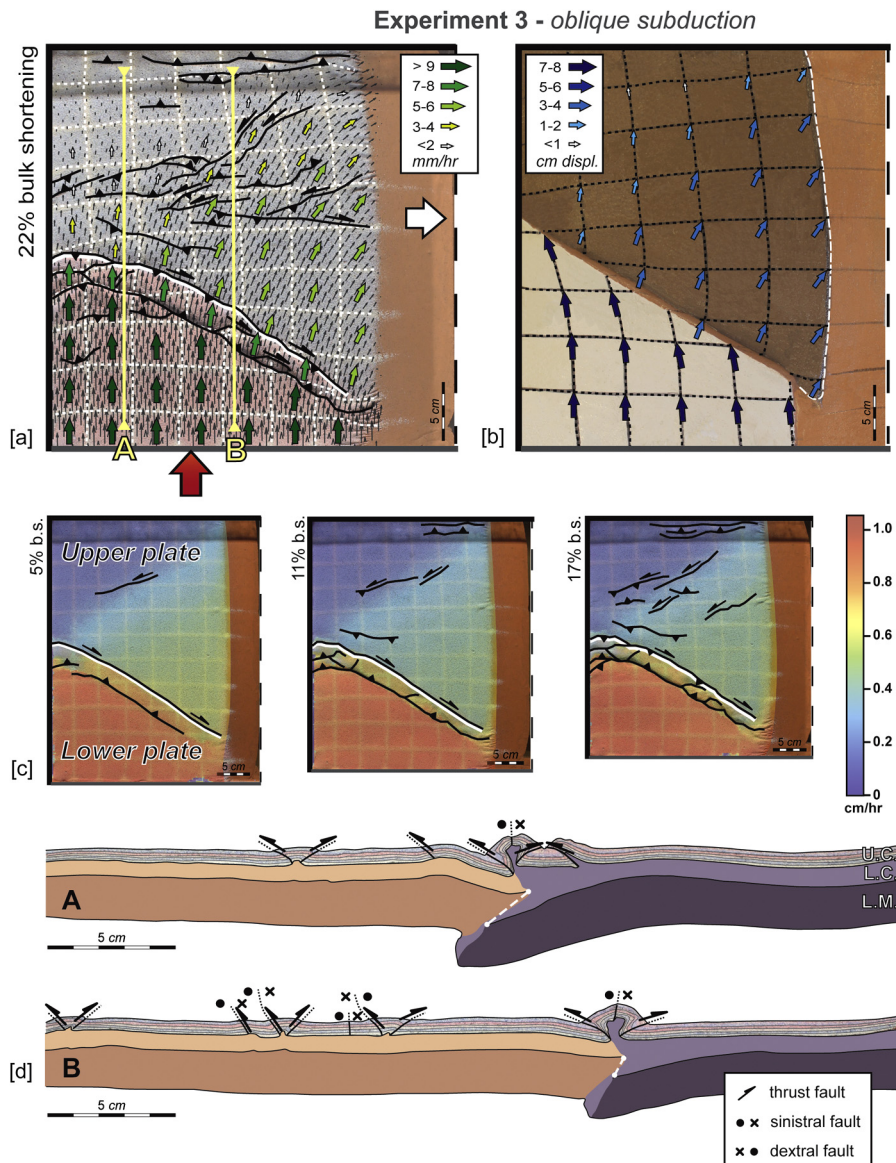 Experiment 3 - oblique subduction
22% bulk shortening
> 9
7-8
5-6
3-4
<2
mm/hr
A
B
5 cm
[a]
7-8
5-6
3-4
1-2
<1
cm displ.
5 cm
[b]
5% b.s.
Upper plate
Lower plate
5 cm
11% b.s.
5 cm
17% b.s.
5 cm
1.0
0.8
0.6
0.4
0.2
0
cm/hr
[c]
A
U.C.
L.C.
L.M.
5 cm
B
5 cm
[d]
thrust fault
sinistral fault
dextral fault